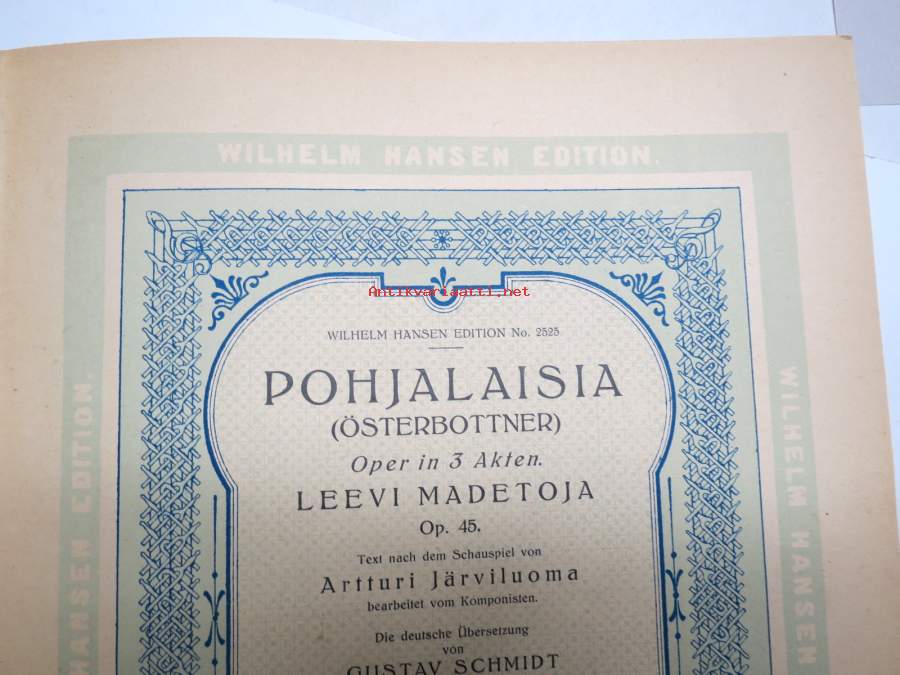 WILHELM HANSEN EDITION.
Antikvariaatti.net
WILHELM HANSEN EDITION No. 2525
POHJALAISIA
(ÖSTERBOTTNER)
Oper in 3 Akten.
LEEVI MADETOJA
Op. 45.
Text nach dem Schauspiel von
Artturi Järviluoma
bearbeitet vom Komponisten.
Die deutsche Übersetzung
von
GUSTAV SCHMIDT
HANSEN EDITION.
WILHELM HANSEN